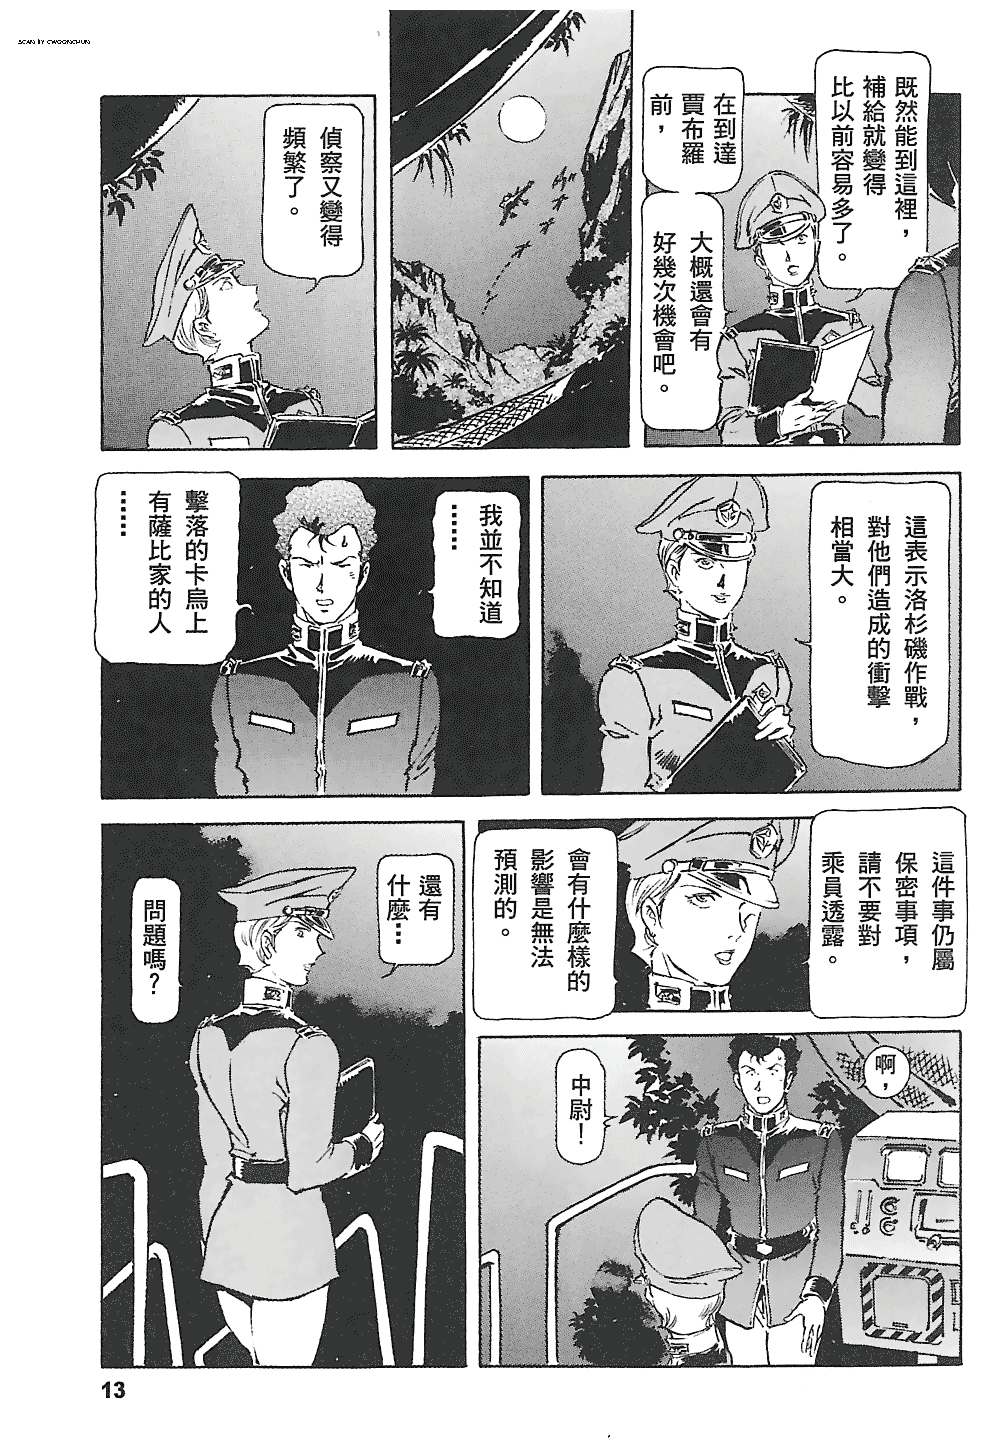 SCAN BY CWOONCHUN
既然能到這裡，
補給就變得
比以前容易多了。
在到達
賈布羅
前，
大概還會有
好幾次機會吧。
偵察又變得
頻繁了。
這表示洛杉磯作戰，
對他們造成的衝擊
相當大。
我並不知道
……
擊落的卡烏上
有薩比家的人
……
這件事仍屬
保密事項，
請不要對
乘員透露。
會有什麼樣的
影響是無法
預測的。
啊，
中尉！
還有
什麼…
問題嗎？
13